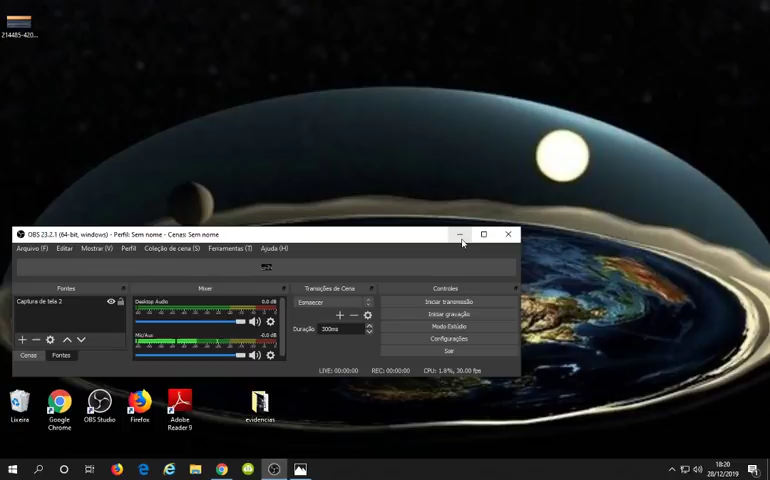 214485-420...
OBS 23.2.1 (64-bit, windows) - Perfil: Sem nome - Cenas: Sem nome
Arquivo (F) Editar Mostrar (V) Perfil Coleção de cena (S) Ferramentas (T) Ajuda (H)
Fontes Mixer Transições de Cena Controles
Captura de tela 2
Desktop Audio 0.0 dB
Mic/Aux -0.0 dB
Esmaecer
Duração 300ms
Iniciar transmissão
Iniciar gravação
Modo Estúdio
Configurações
Sair
Cenas Fontes
LIVE: 00:00:00 REC: 00:00:00 CPU: 1.8%, 30.00 fps
Lixeira
Google
Chrome
OBS Studio
Firefox
Adobe
Reader 9
evidencias
18:20
28/12/2019